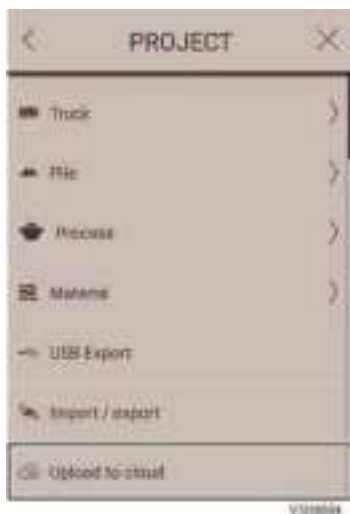 PROJECT
Truck
Pile
Process
Material
USB Export
Import / export
Upload to cloud